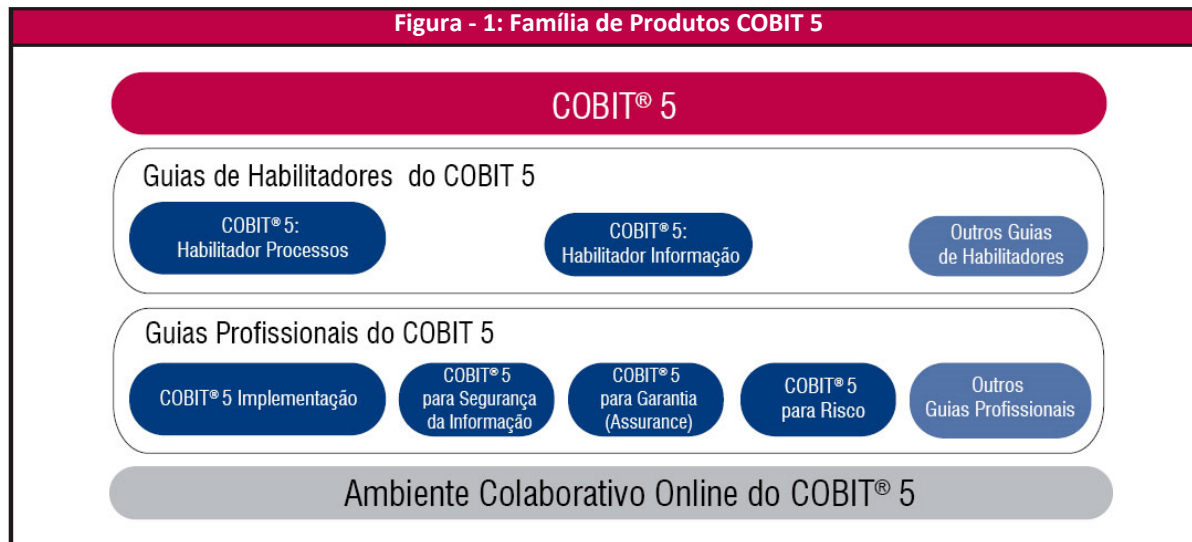 Figura - 1: Família de Produtos COBIT 5
COBIT® 5
Guias de Habilitadores do COBIT 5
COBIT® 5:
Habilitador Processos
COBIT® 5:
Habilitador Informação
Outros Guias
de Habilitadores
Guias Profissionais do COBIT 5
COBIT® 5 Implementação
COBIT® 5
para Segurança
da Informação
COBIT® 5
para Garantia
(Assurance)
COBIT® 5
para Risco
Outros
Guias Profissionais
Ambiente Colaborativo Online do COBIT® 5